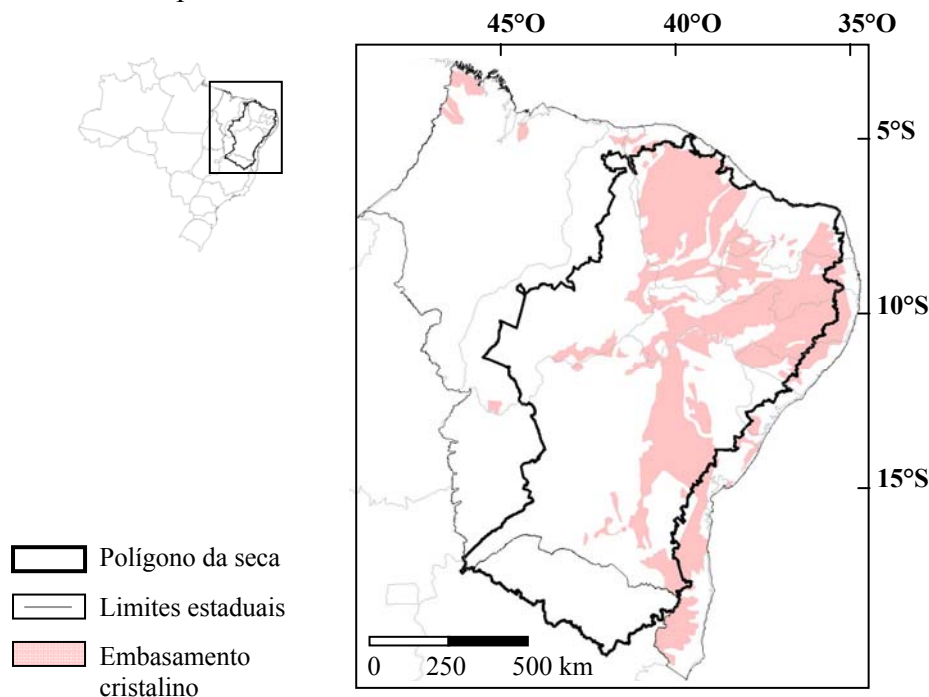 45°O 40°O 35°O
5°S
10°S
15°S
Polígono da seca
Limites estaduais
Embasamento
cristalino
0 250 500 km